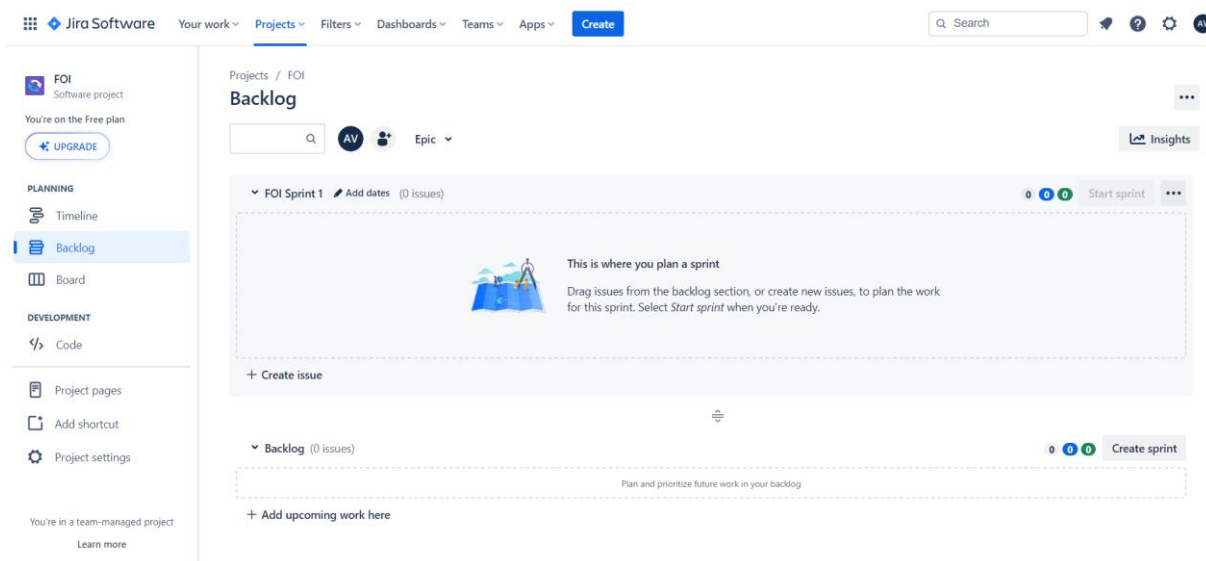 Jira Software Your work Projects Filters Dashboards Teams Apps Create Search AV
FOI
Software project
You're on the Free plan
UPGRADE
PLANNING
Timeline
Backlog
Board
DEVELOPMENT
Code
Project pages
Add shortcut
Project settings
You're in a team-managed project
Learn more
Projects / FOI
Backlog
AV Epic Insights
FOI Sprint 1 Add dates (0 issues) 0 0 0 Start sprint
This is where you plan a sprint
Drag issues from the backlog section, or create new issues, to plan the work
for this sprint. Select Start sprint when you're ready.
+ Create issue
Backlog (0 issues) 0 0 0 Create sprint
Plan and prioritize future work in your backlog
+ Add upcoming work here